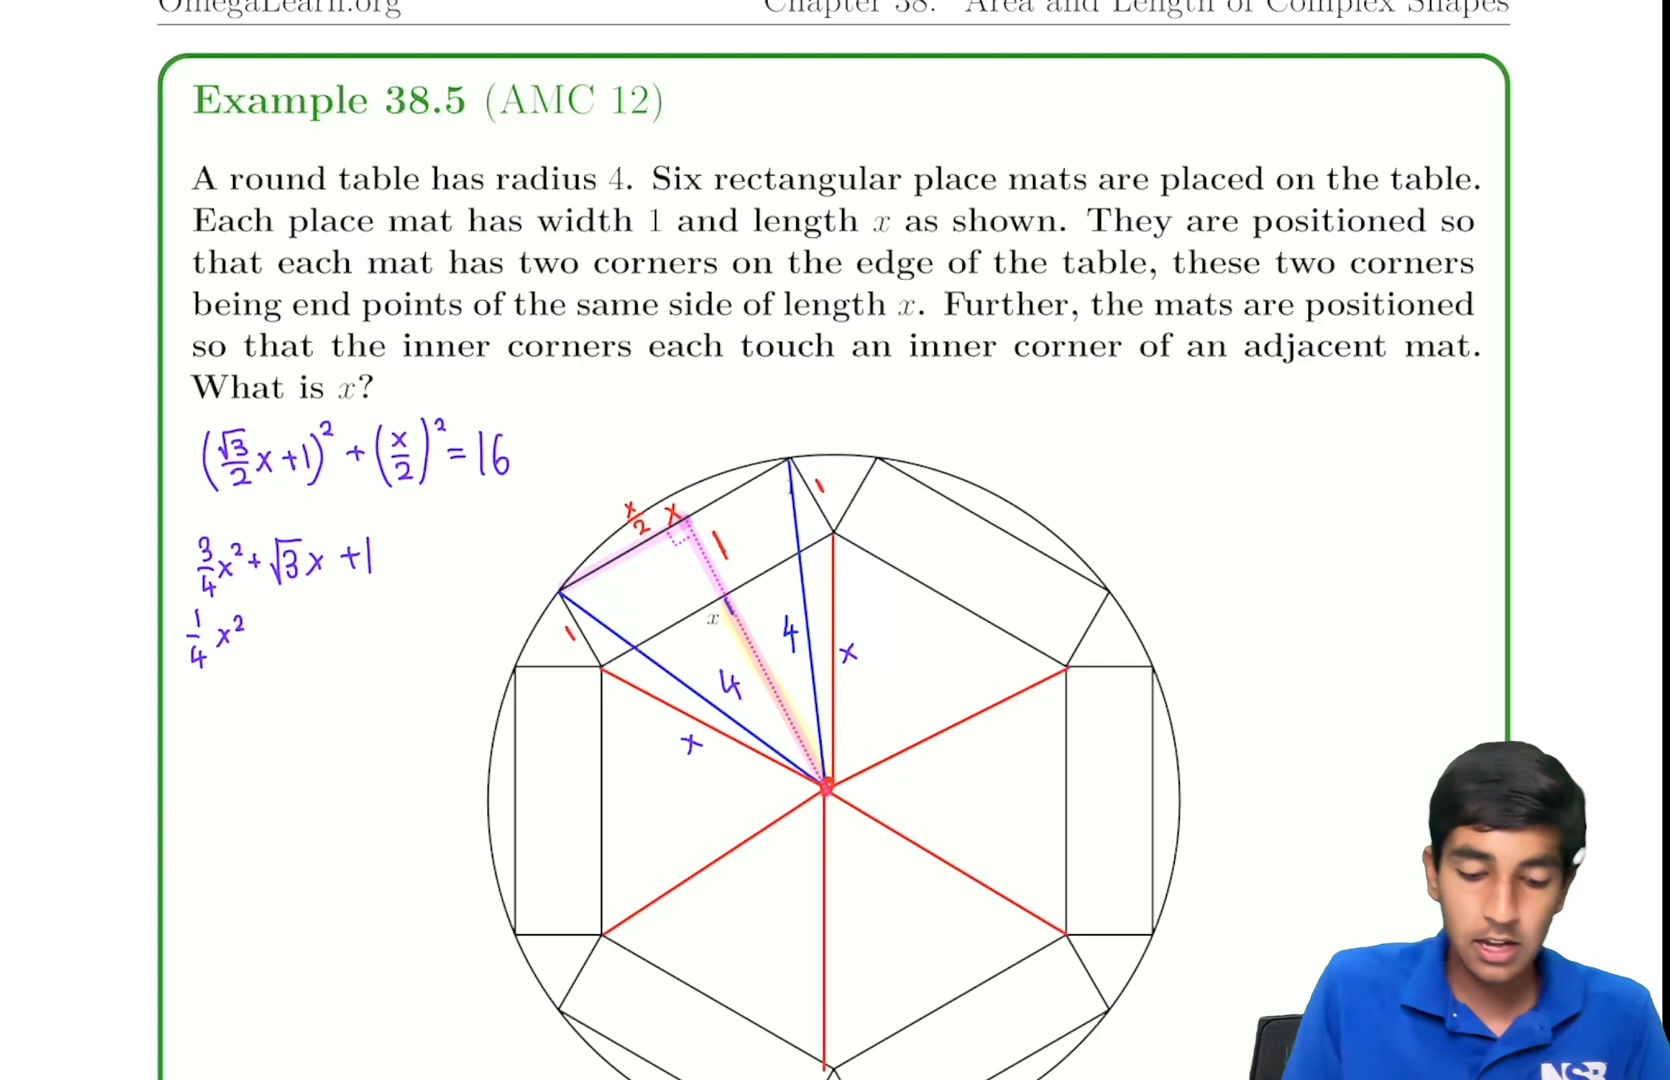 OmegaLearn.org Chapter 38. Area and Length of Complex Shapes
Example 38.5 (AMC 12)
A round table has radius 4. Six rectangular place mats are placed on the table.
Each place mat has width 1 and length x as shown. They are positioned so
that each mat has two corners on the edge of the table, these two corners
being end points of the same side of length x. Further, the mats are positioned
so that the inner corners each touch an inner corner of an adjacent mat.
What is x?
(√3/2 x + 1)² + (x/2)² = 16
3/4 x² + √3 x + 1
1/4 x²
x/2 x 1
1
x
1
4
4
x
x
NSB